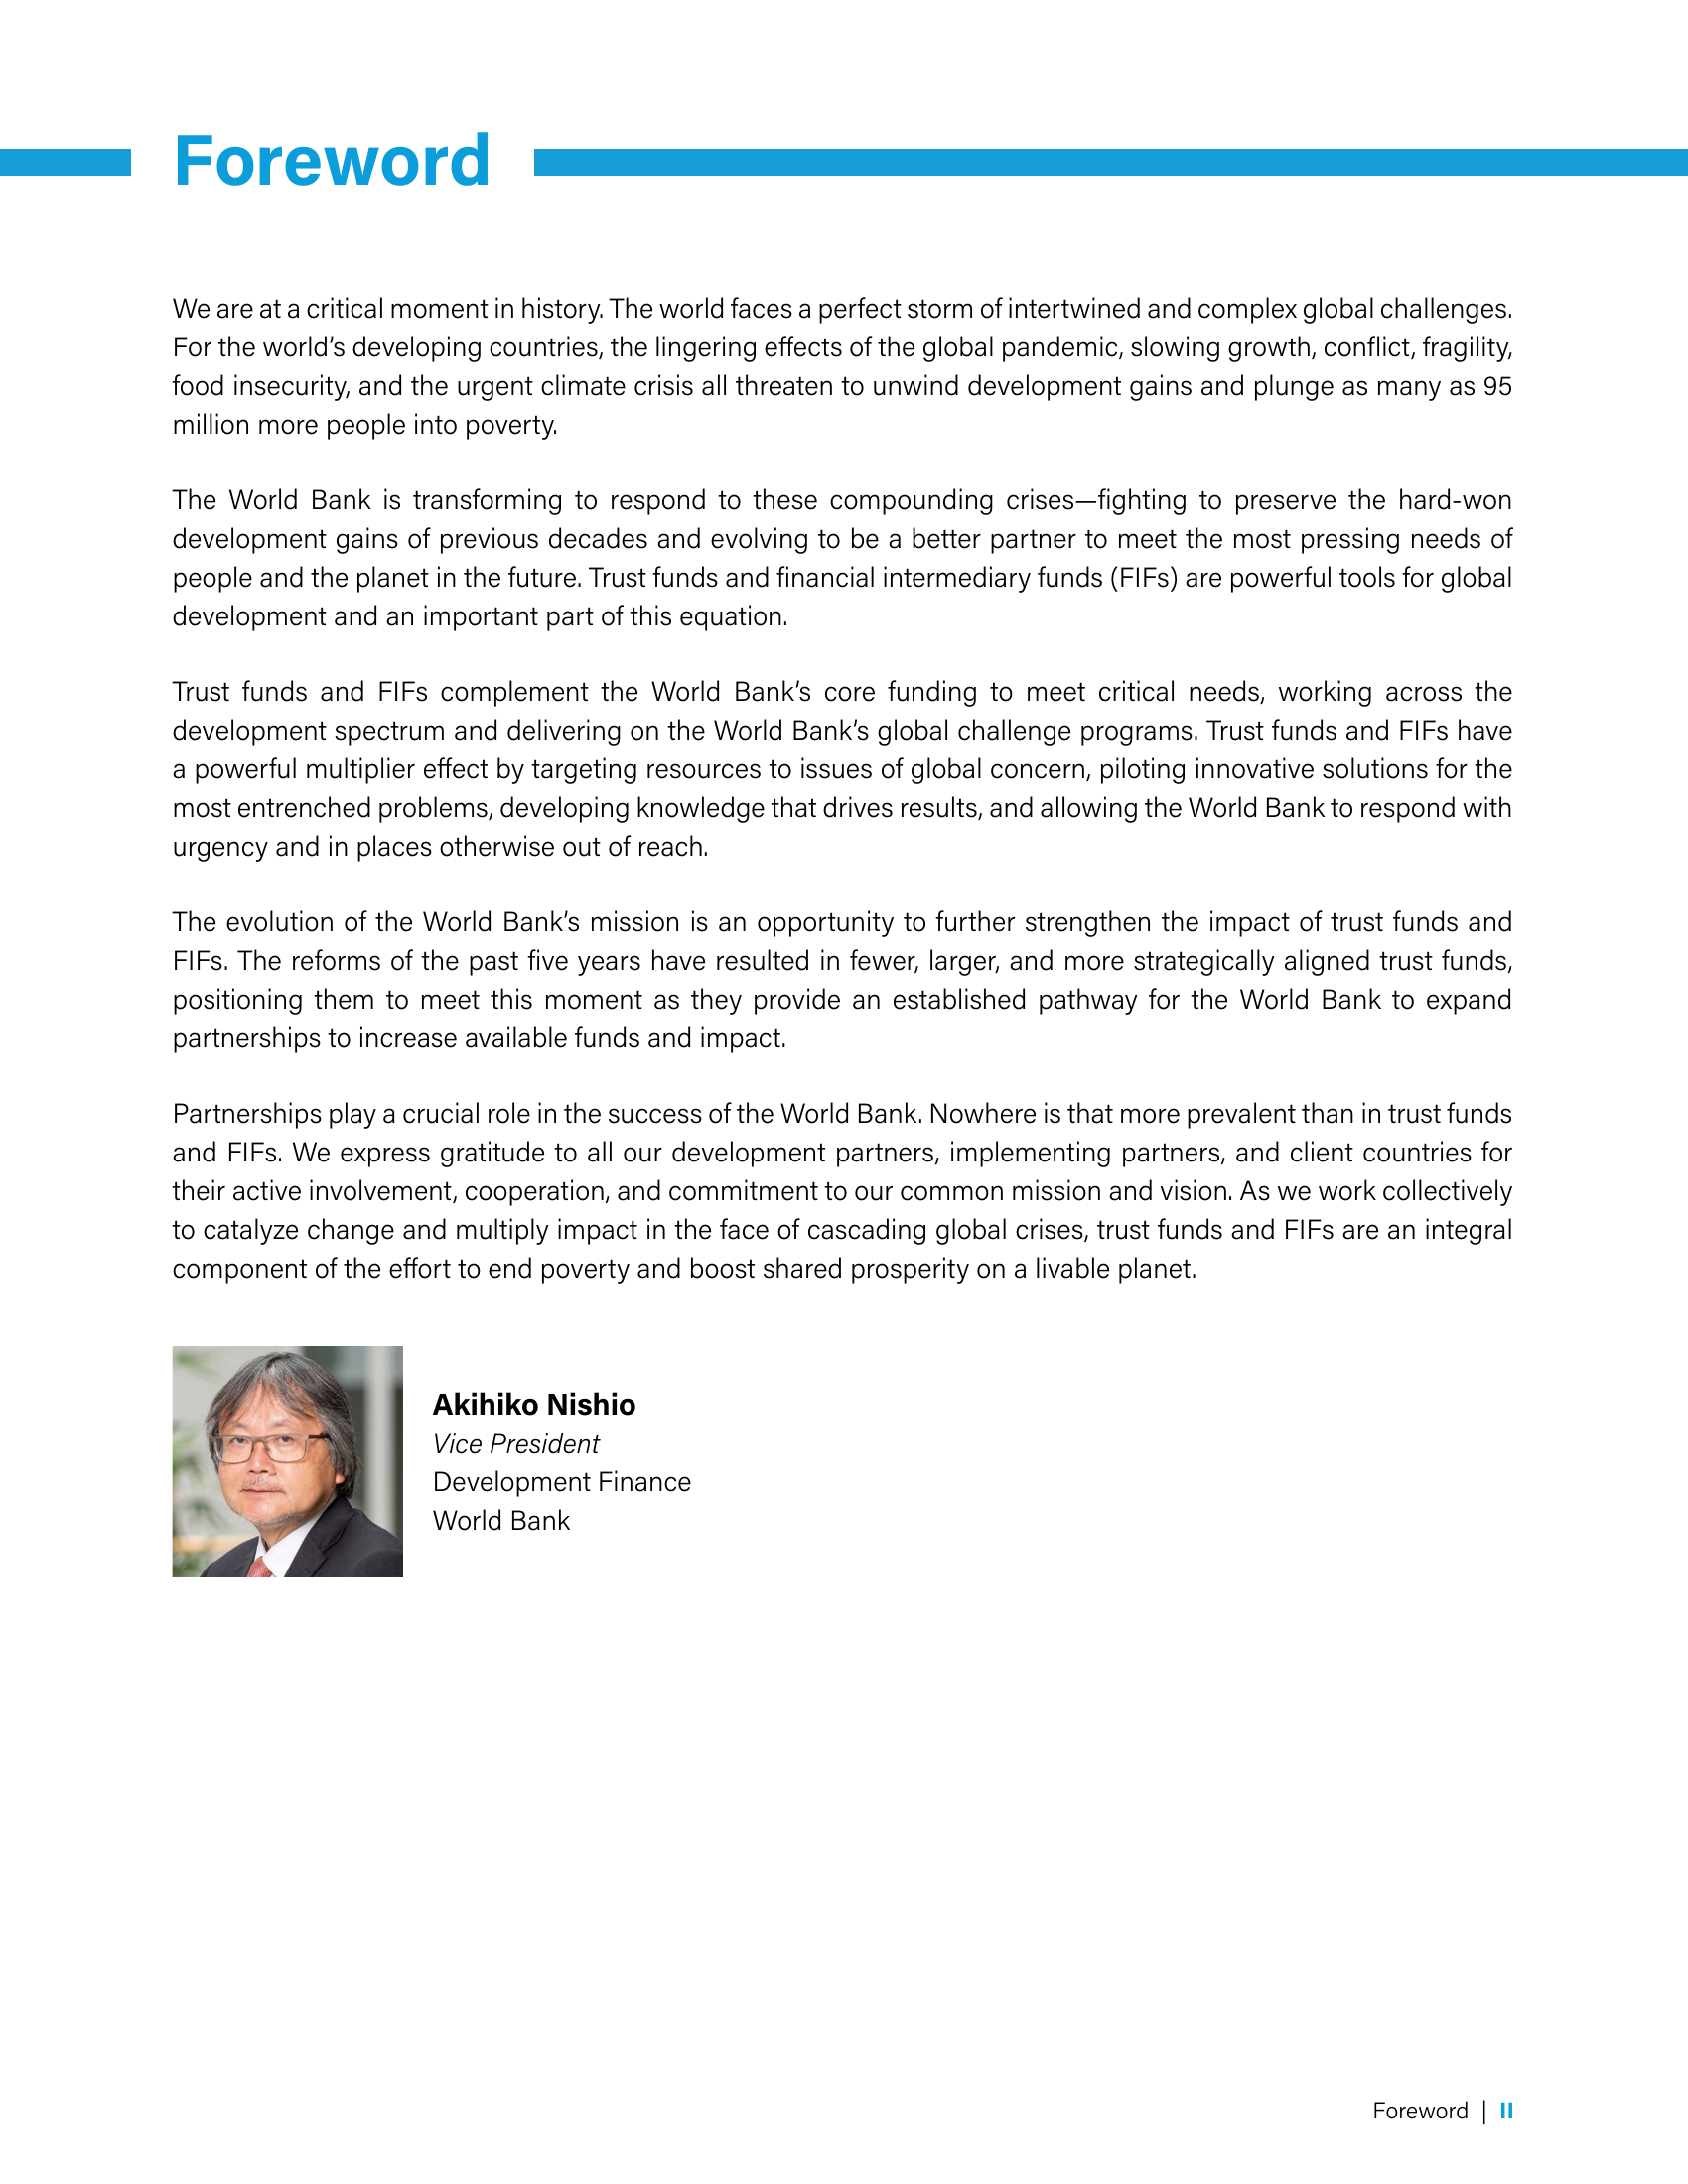 Foreword
We are at a critical moment in history. The world faces a perfect storm of intertwined and complex global challenges.
For the world’s developing countries, the lingering effects of the global pandemic, slowing growth, conflict, fragility,
food insecurity, and the urgent climate crisis all threaten to unwind development gains and plunge as many as 95
million more people into poverty.
The World Bank is transforming to respond to these compounding crises—fighting to preserve the hard-won
development gains of previous decades and evolving to be a better partner to meet the most pressing needs of
people and the planet in the future. Trust funds and financial intermediary funds (FIFs) are powerful tools for global
development and an important part of this equation.
Trust funds and FIFs complement the World Bank’s core funding to meet critical needs, working across the
development spectrum and delivering on the World Bank’s global challenge programs. Trust funds and FIFs have
a powerful multiplier effect by targeting resources to issues of global concern, piloting innovative solutions for the
most entrenched problems, developing knowledge that drives results, and allowing the World Bank to respond with
urgency and in places otherwise out of reach.
The evolution of the World Bank’s mission is an opportunity to further strengthen the impact of trust funds and
FIFs. The reforms of the past five years have resulted in fewer, larger, and more strategically aligned trust funds,
positioning them to meet this moment as they provide an established pathway for the World Bank to expand
partnerships to increase available funds and impact.
Partnerships play a crucial role in the success of the World Bank. Nowhere is that more prevalent than in trust funds
and FIFs. We express gratitude to all our development partners, implementing partners, and client countries for
their active involvement, cooperation, and commitment to our common mission and vision. As we work collectively
to catalyze change and multiply impact in the face of cascading global crises, trust funds and FIFs are an integral
component of the effort to end poverty and boost shared prosperity on a livable planet.
Akihiko Nishio
Vice President
Development Finance
World Bank
Foreword | II